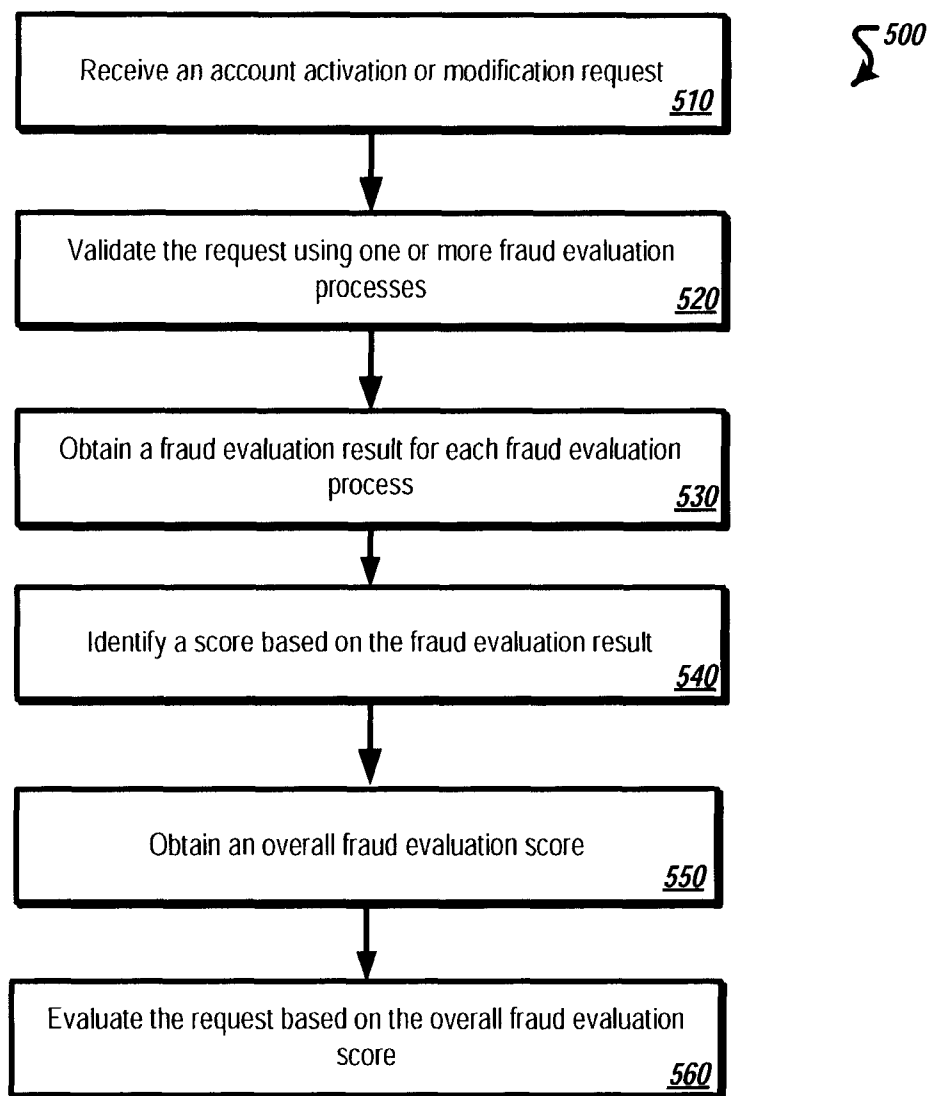 500
Receive an account activation or modification request
510
Validate the request using one or more fraud evaluation
processes
520
Obtain a fraud evaluation result for each fraud evaluation
process
530
Identify a score based on the fraud evaluation result
540
Obtain an overall fraud evaluation score
550
Evaluate the request based on the overall fraud evaluation
score
560